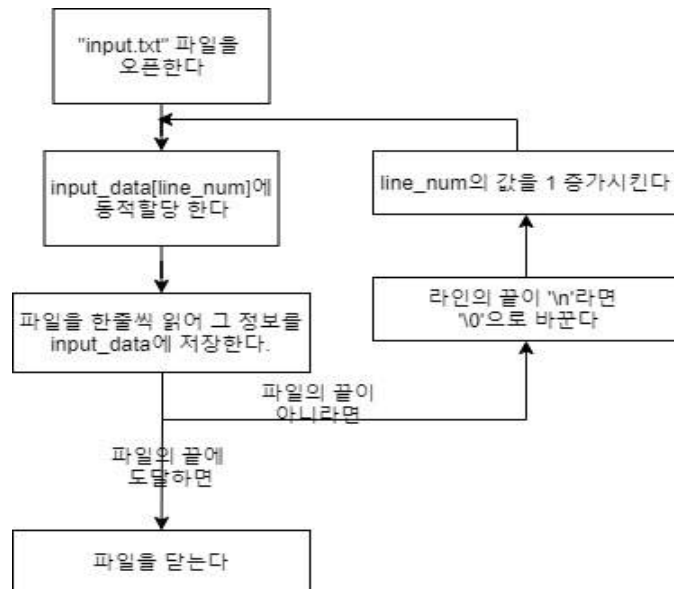 "input.txt" 파일을
오픈한다
input_data[line_num]에
동적할당 한다
line_num의 값을 1 증가시킨다
파일을 한줄씩 읽어 그 정보를
input_data에 저장한다.
라인의 끝이 '\n'라면
'\0'으로 바꾼다
파일의 끝이
아니라면
파일의 끝에
도달하면
파일을 닫는다